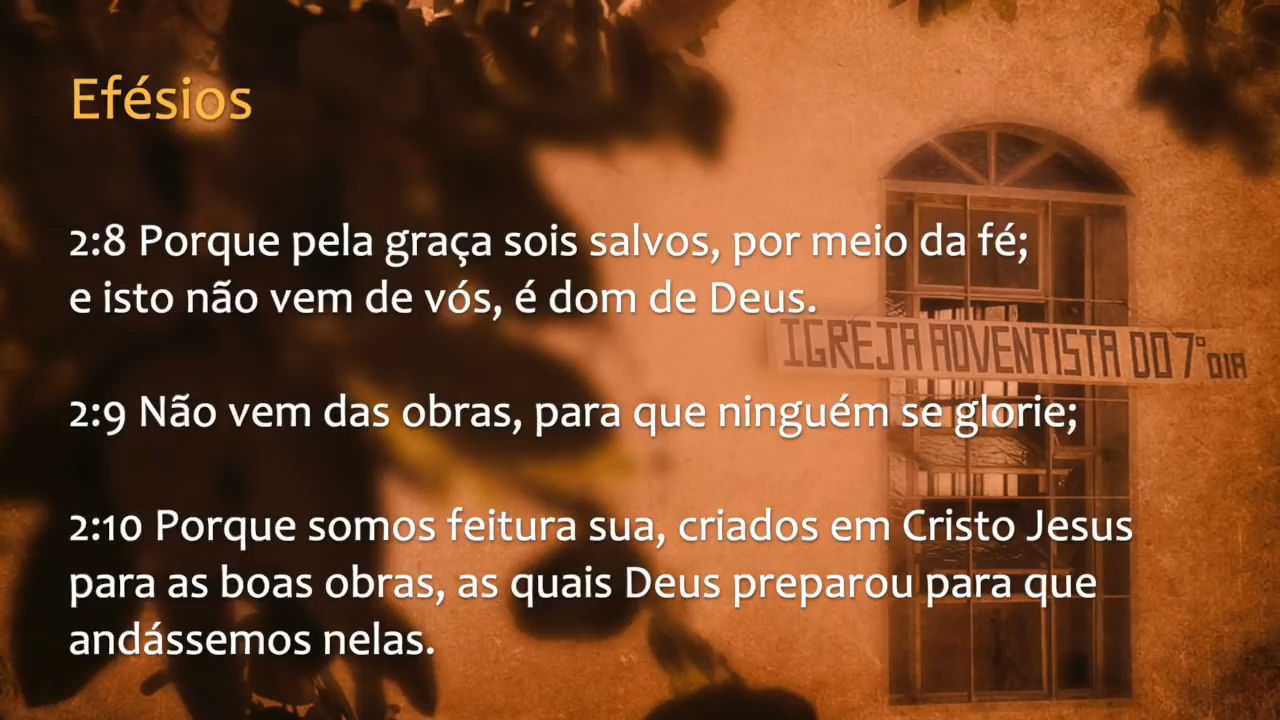 Efésios
2:8 Porque pela graça sois salvos, por meio da fé;
e isto não vem de vós, é dom de Deus.
IGREJA ADVENTISTA DO 7° DIA
2:9 Não vem das obras, para que ninguém se glorie;
2:10 Porque somos feitura sua, criados em Cristo Jesus
para as boas obras, as quais Deus preparou para que
andássemos nelas.